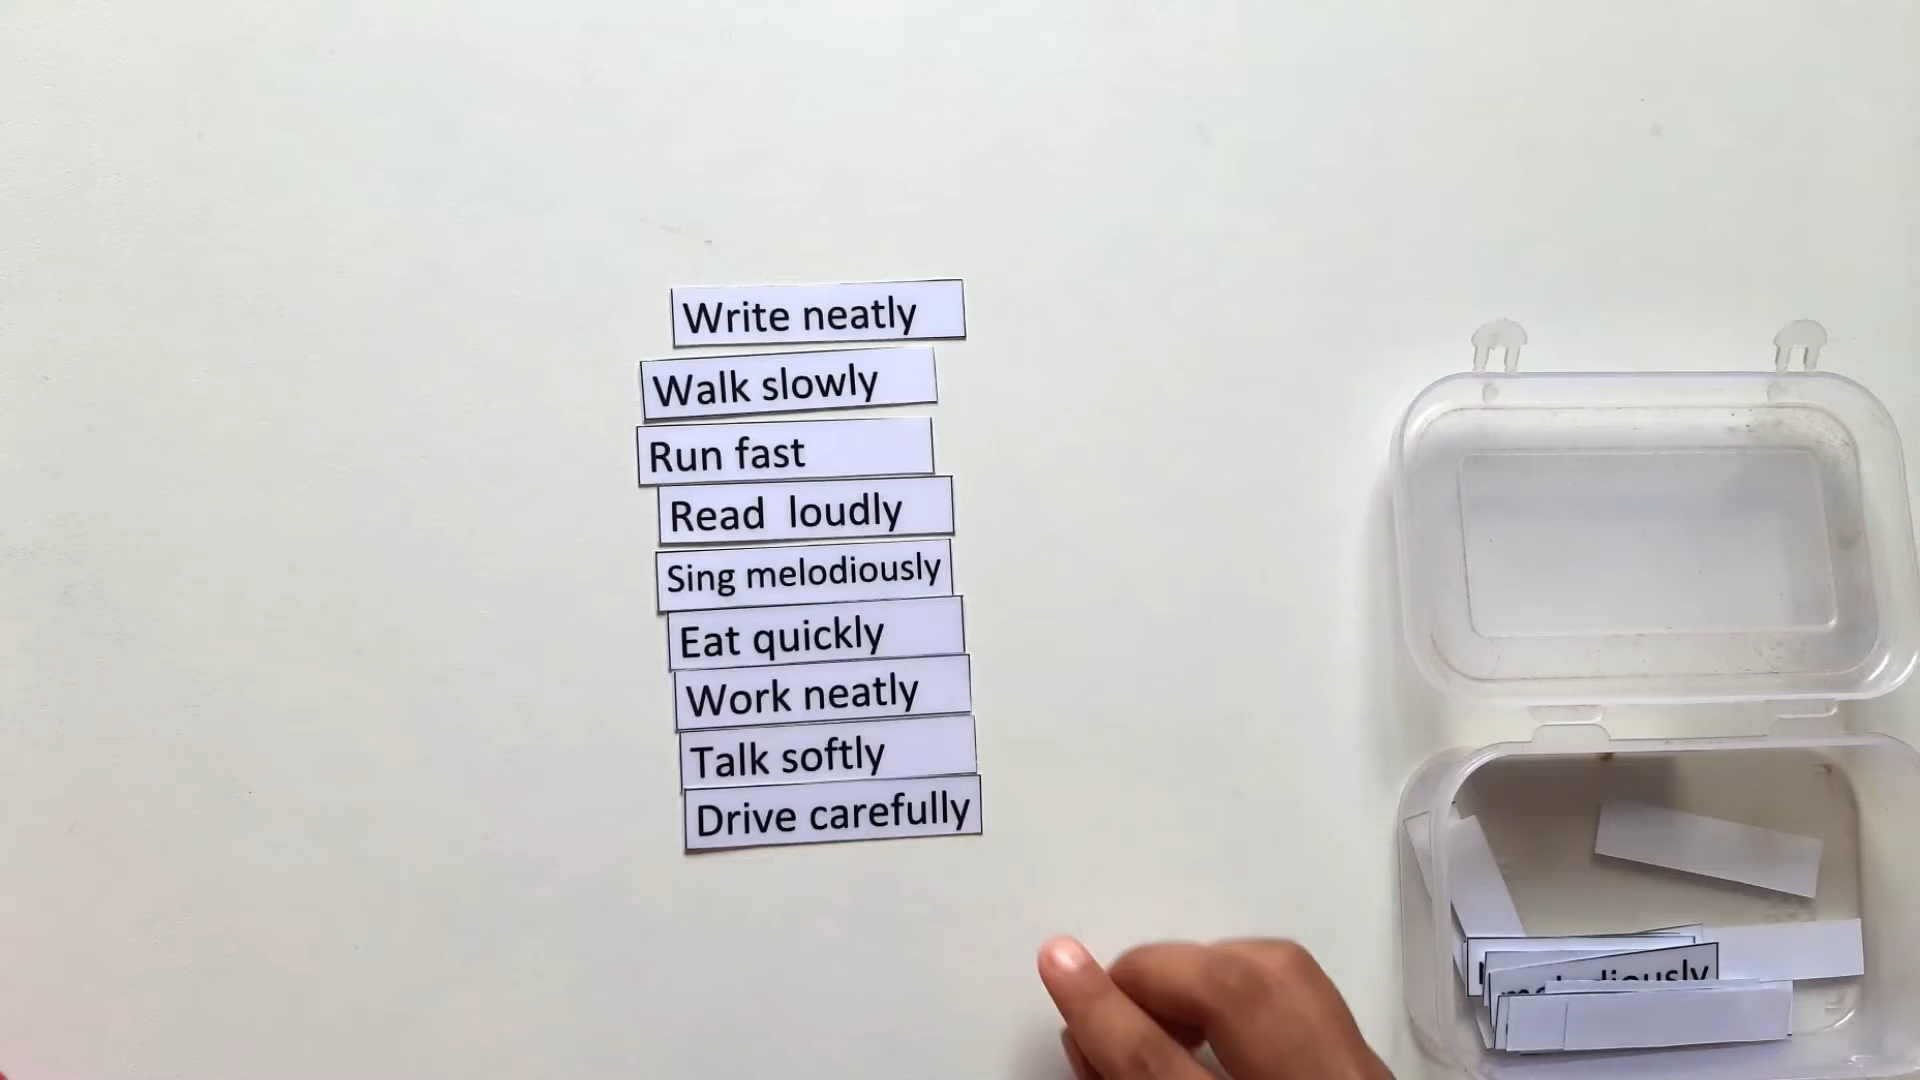 Write neatly
Walk slowly
Run fast
Read loudly
Sing melodiously
Eat quickly
Work neatly
Talk softly
Drive carefully